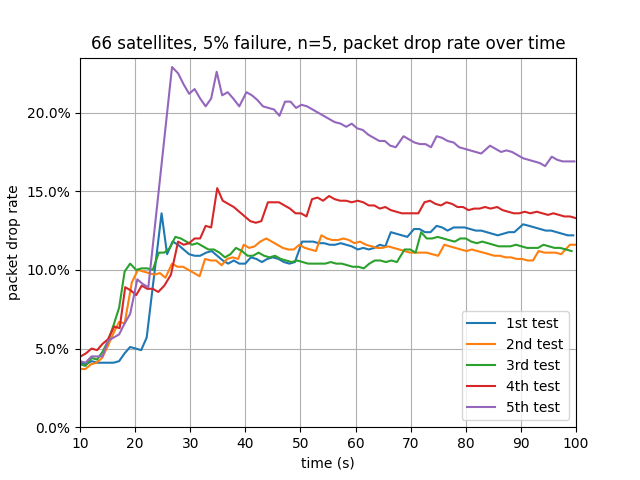 66 satellites, 5% failure, n=5, packet drop rate over time
packet drop rate
20.0%
15.0%
10.0%
5.0%
0.0%
10 20 30 40 50 60 70 80 90 100
time (s)
1st test
2nd test
3rd test
4th test
5th test